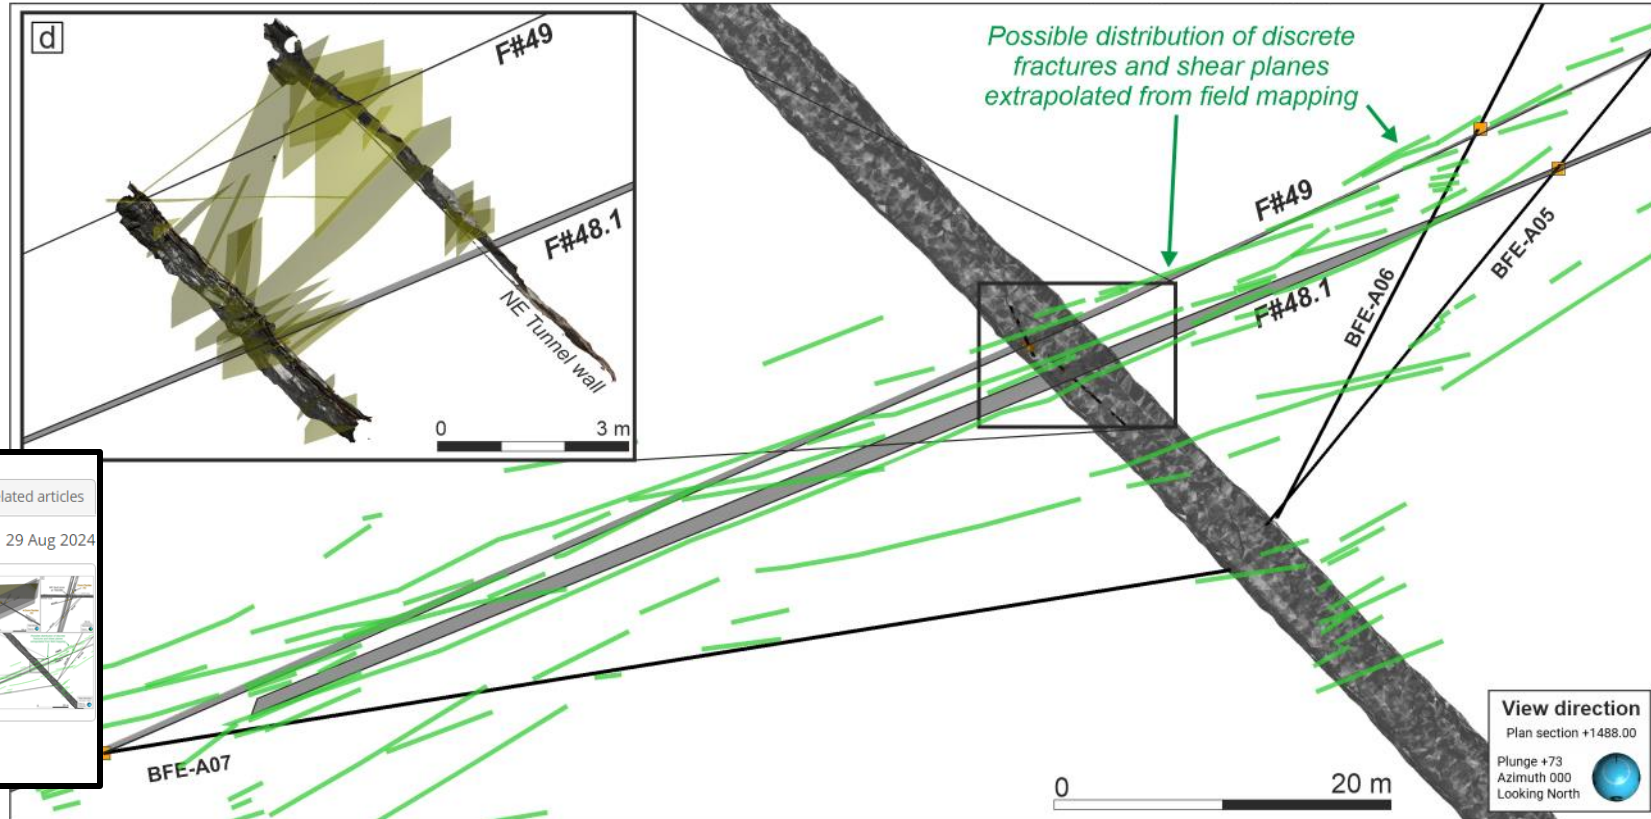 d
F#49
F#48.1
NE Tunnel wall
0 3 m
Possible distribution of discrete
fractures and shear planes
extrapolated from field mapping
F#49
F#48.1
BFE-A06
BFE-A05
lated articles
29 Aug 2024
BFE-A07
0 20 m
View direction
Plan section +1488.00
Plunge +73
Azimuth 000
Looking North